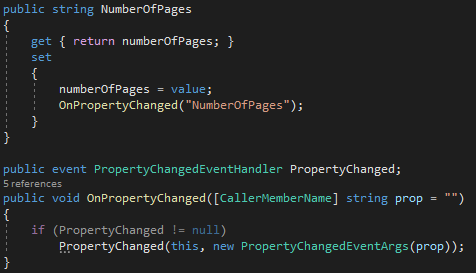 public string NumberOfPages
{
    get { return numberOfPages; }
    set
    {
        numberOfPages = value;
        OnPropertyChanged("NumberOfPages");
    }
}

public event PropertyChangedEventHandler PropertyChanged;
5 references
public void OnPropertyChanged([CallerMemberName] string prop = "")
{
    if (PropertyChanged != null)
        PropertyChanged(this, new PropertyChangedEventArgs(prop));
}